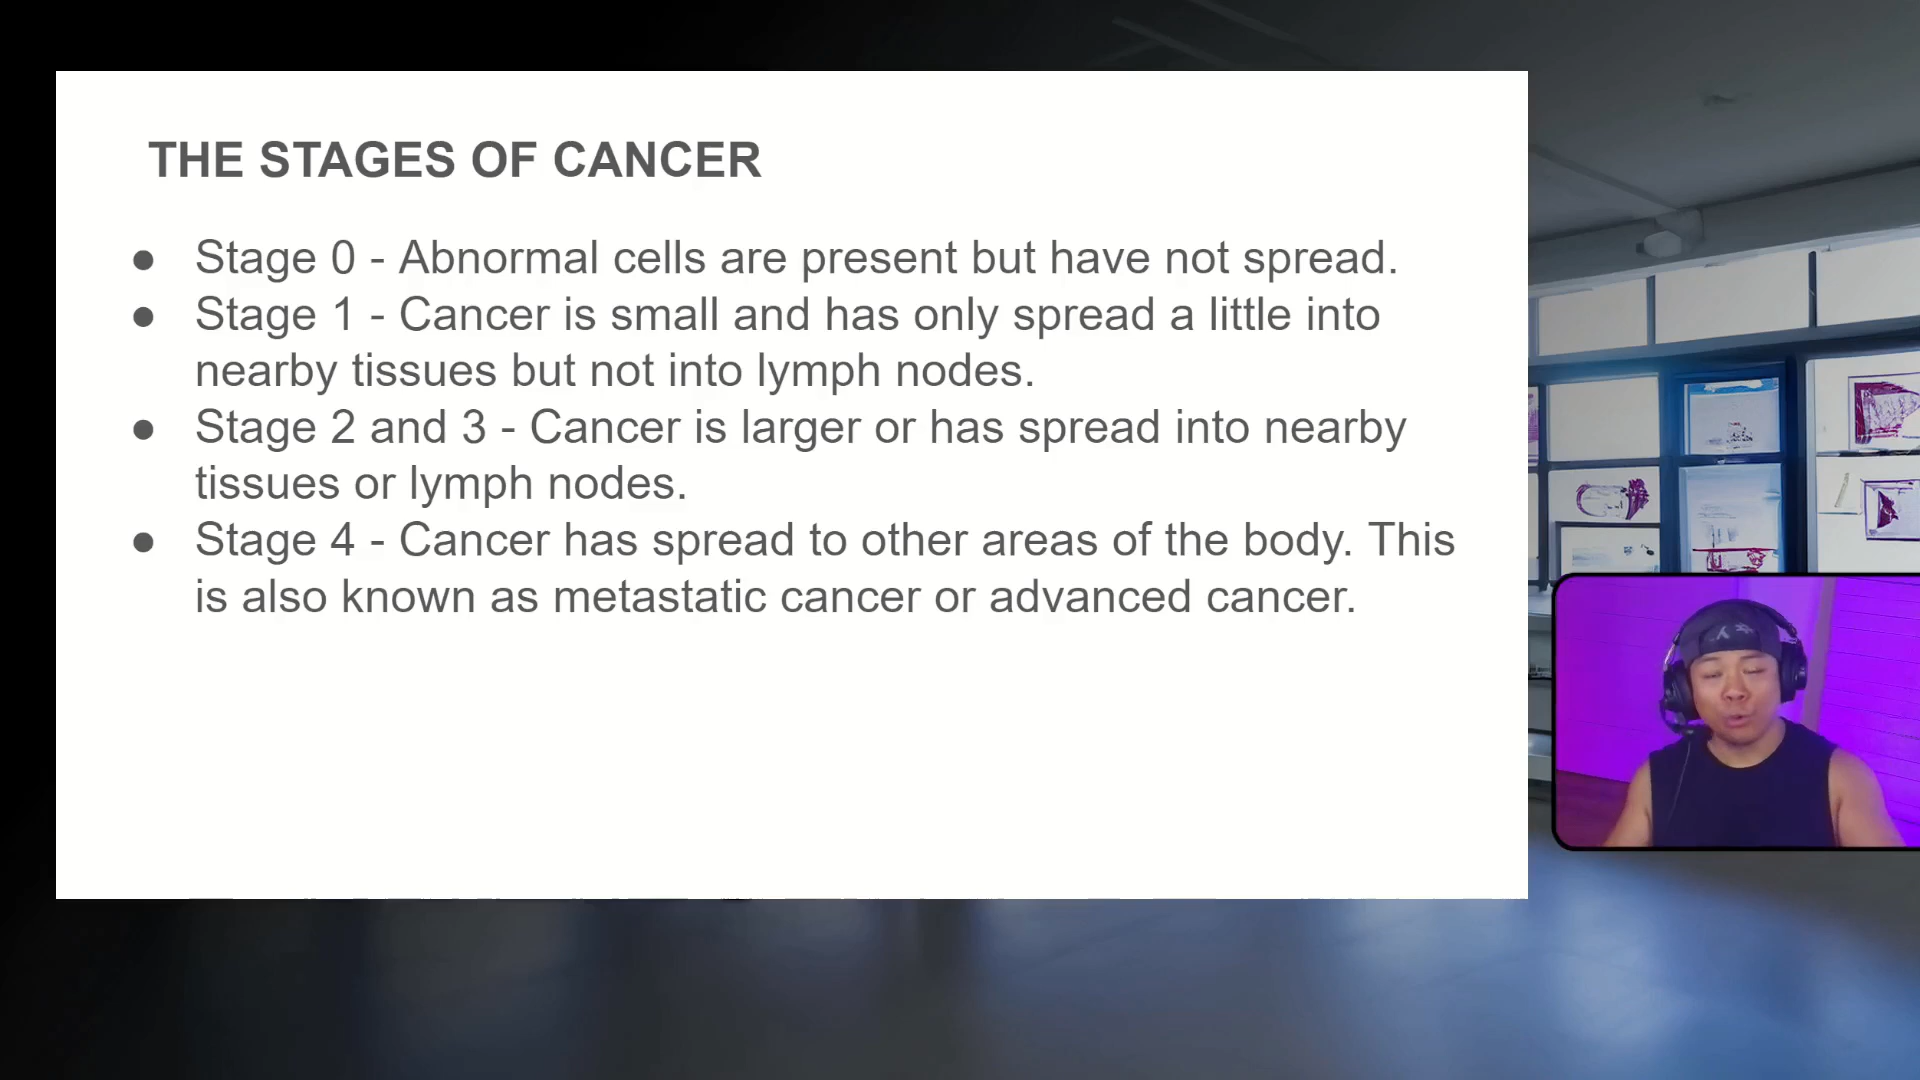 THE STAGES OF CANCER
● Stage 0 - Abnormal cells are present but have not spread.
● Stage 1 - Cancer is small and has only spread a little into
nearby tissues but not into lymph nodes.
● Stage 2 and 3 - Cancer is larger or has spread into nearby
tissues or lymph nodes.
● Stage 4 - Cancer has spread to other areas of the body. This
is also known as metastatic cancer or advanced cancer.